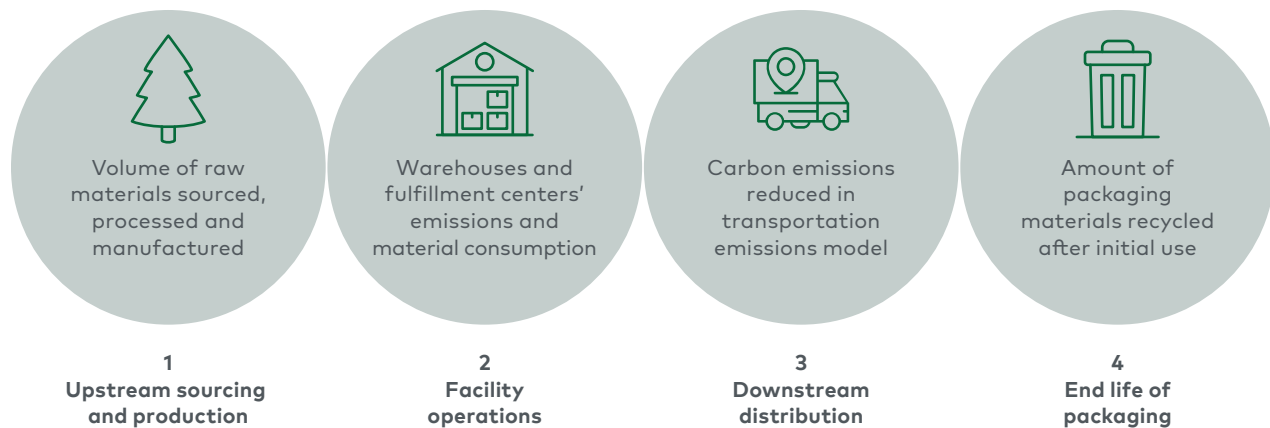 Volume of raw
materials sourced,
processed and
manufactured
Warehouses and
fulfillment centers’
emissions and
material consumption
Carbon emissions
reduced in
transportation
emissions model
Amount of
packaging
materials recycled
after initial use
1
Upstream sourcing
and production
2
Facility
operations
3
Downstream
distribution
4
End life of
packaging